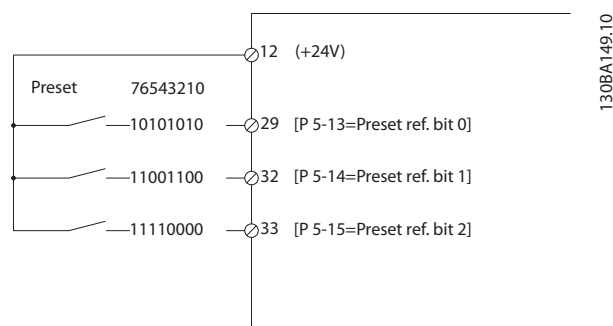 12 (+24V)
Preset 76543210
10101010 29 [P 5-13=Preset ref. bit 0]
11001100 32 [P 5-14=Preset ref. bit 1]
11110000 33 [P 5-15=Preset ref. bit 2]
130BA149.10